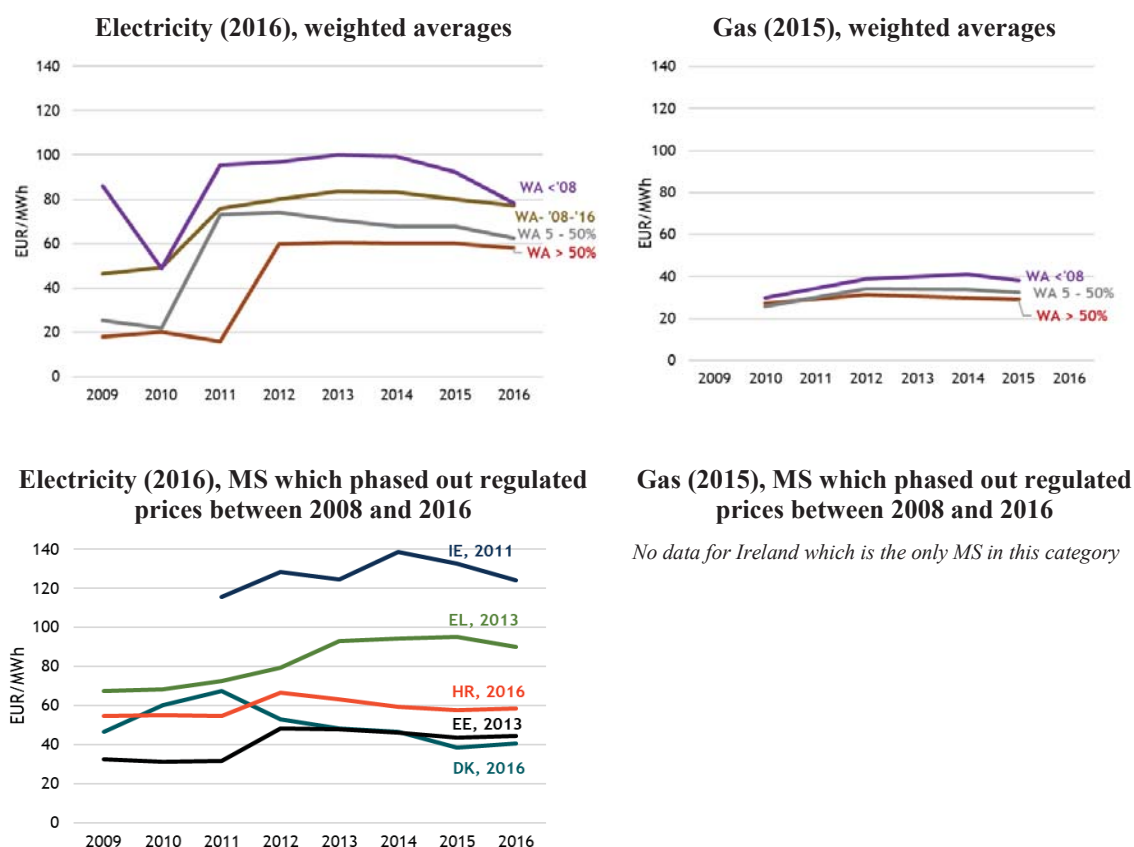 Electricity (2016), weighted averages
140
120
100
80
60
40
20
0
EUR/MWh
2009 2010 2011 2012 2013 2014 2015 2016
WA <'08
WA- '08-'16
WA 5 - 50%
WA > 50%
Gas (2015), weighted averages
140
120
100
80
60
40
20
0
EUR/MWh
2009 2010 2011 2012 2013 2014 2015 2016
WA <'08
WA 5 - 50%
WA > 50%
Electricity (2016), MS which phased out regulated
prices between 2008 and 2016
140
120
100
80
60
40
20
0
EUR/MWh
2009 2010 2011 2012 2013 2014 2015 2016
IE, 2011
EL, 2013
HR, 2016
EE, 2013
DK, 2016
Gas (2015), MS which phased out regulated
prices between 2008 and 2016
No data for Ireland which is the only MS in this category